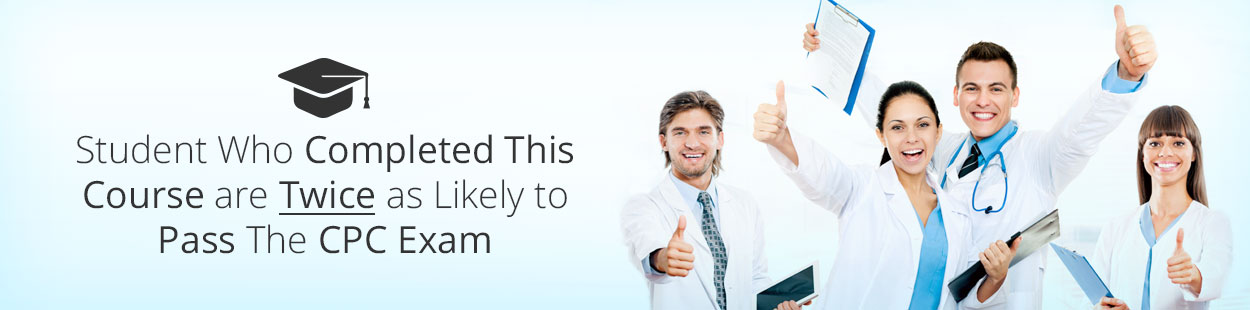 Student Who Completed This
Course are Twice as Likely to
Pass The CPC Exam